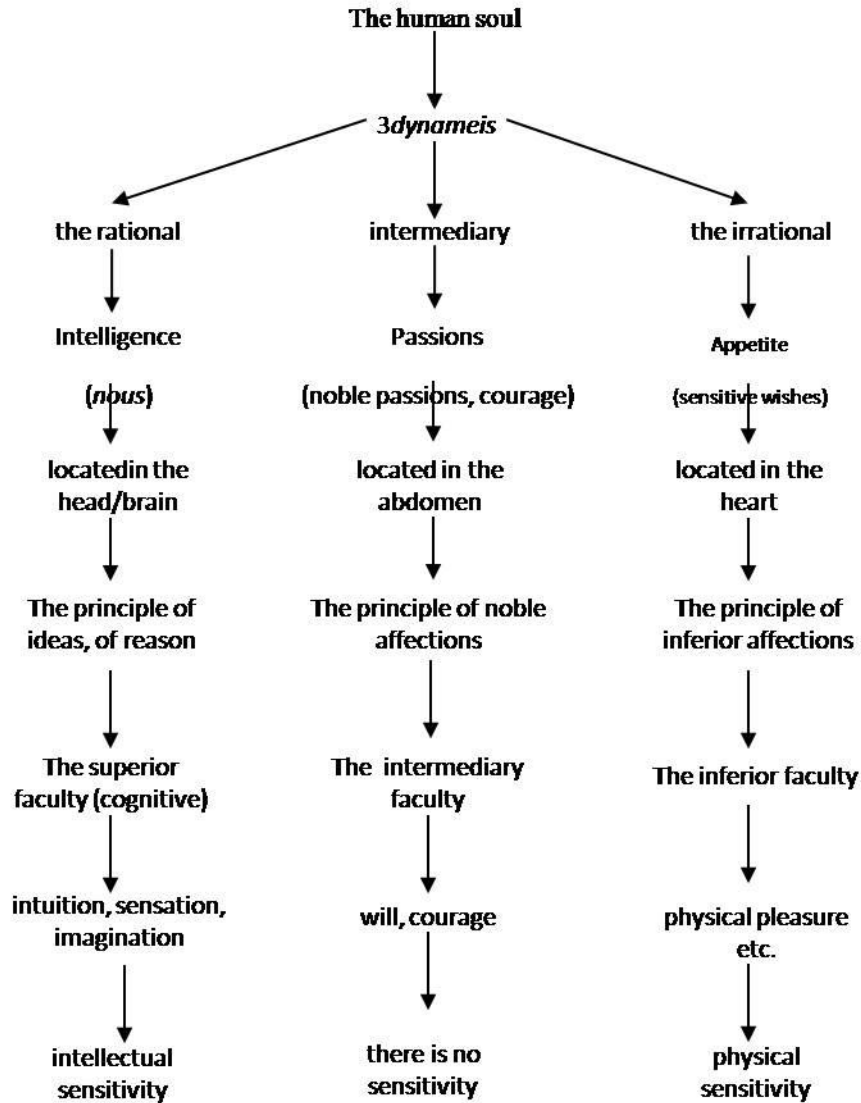 The human soul
3dynameis
the rational
intermediary
the irrational
Intelligence
Passions
Appetite
(nous)
(noble passions, courage)
(sensitive wishes)
locatedin the
head/brain
located in the
abdomen
located in the
heart
The principle of
ideas, of reason
The principle of noble
affections
The principle of
inferior affections
The superior
faculty (cognitive)
The intermediary
faculty
The inferior faculty
intuition, sensation,
imagination
will, courage
physical pleasure
etc.
intellectual
sensitivity
there is no
sensitivity
physical
sensitivity